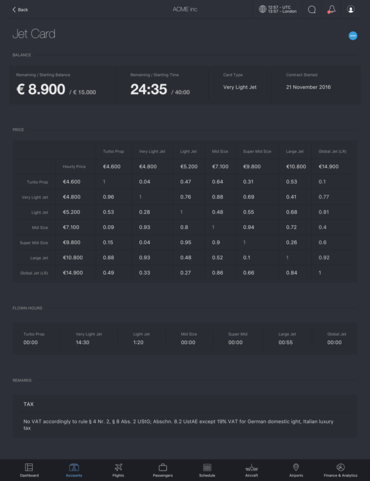 Back
ACME inc
12:57 - UTC
13:57 - London
Jet Card
BALANCE
Remaining / Starting Balance
Remaining / Starting Time
Card Type
Contract Started
€ 8.900 / € 15.000
24:35 / 40:00
Very Light Jet
21 November 2016
PRICE
Turbo Prop Very Light Jet Light Jet Mid Size Super Mid Size Large Jet Global Jet (LR)
Hourly Price €4.600 €4.800 €5.200 €7.100 €9.800 €10.800 €14.900
Turbo Prop €4.600 1 0.04 0.47 0.64 0.31 0.53 0.1
Very Light Jet €4.800 0.96 1 0.76 0.88 0.69 0.41 0.77
Light Jet €5.200 0.53 0.28 1 0.48 0.55 0.68 0.91
Mid Size €7.100 0.09 0.93 0.8 1 0.94 0.72 0.4
Super Mid Size €9.800 0.15 0.04 0.95 0.9 1 0.26 0.6
Large Jet €10.800 0.88 0.93 0.48 0.52 0.1 1 0.92
Global Jet (LR) €14.900 0.49 0.33 0.27 0.86 0.66 0.84 1
FLOWN HOURS
Turbo Prop Very Light Jet Light Jet Mid Size Super Mid Large Jet Global Jet
00:00 14:30 1:20 00:00 00:00 00:55 00:00
REMARKS
TAX
No VAT accordingly to rule § 4 Nr. 2, § 8 Abs. 2 UStG; Abschn. 8.2 UstAE except 19% VAT for German domestic ight, Italian luxury
tax
Dashboard Accounts Flights Passengers Schedule Aircraft Airports Finance & Analytics